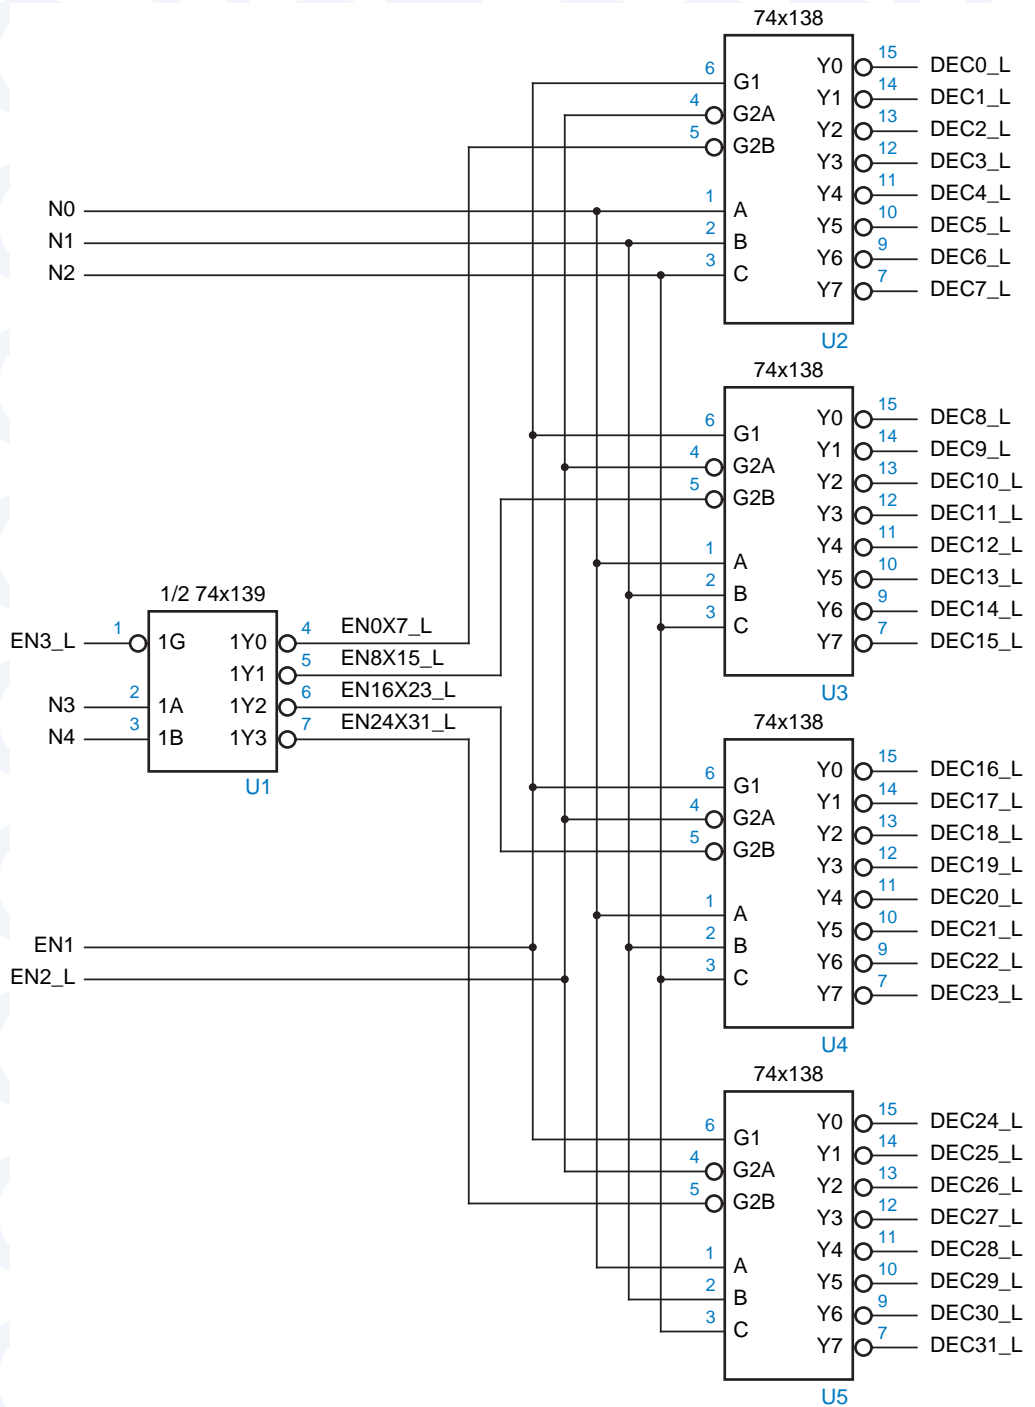 74x138
6 G1 Y0 15 DEC0_L
4 G2A Y1 14 DEC1_L
5 G2B Y2 13 DEC2_L
Y3 12 DEC3_L
N0 1 A Y4 11 DEC4_L
N1 2 B Y5 10 DEC5_L
N2 3 C Y6 9 DEC6_L
Y7 7 DEC7_L
U2
74x138
6 G1 Y0 15 DEC8_L
4 G2A Y1 14 DEC9_L
5 G2B Y2 13 DEC10_L
Y3 12 DEC11_L
1 A Y4 11 DEC12_L
2 B Y5 10 DEC13_L
3 C Y6 9 DEC14_L
Y7 7 DEC15_L
U3
1/2 74x139
EN3_L 1 1G 1Y0 4 EN0X7_L
1Y1 5 EN8X15_L
N3 2 1A 1Y2 6 EN16X23_L
N4 3 1B 1Y3 7 EN24X31_L
U1
74x138
6 G1 Y0 15 DEC16_L
4 G2A Y1 14 DEC17_L
5 G2B Y2 13 DEC18_L
Y3 12 DEC19_L
1 A Y4 11 DEC20_L
EN1 2 B Y5 10 DEC21_L
EN2_L 3 C Y6 9 DEC22_L
Y7 7 DEC23_L
U4
74x138
6 G1 Y0 15 DEC24_L
4 G2A Y1 14 DEC25_L
5 G2B Y2 13 DEC26_L
Y3 12 DEC27_L
1 A Y4 11 DEC28_L
2 B Y5 10 DEC29_L
3 C Y6 9 DEC30_L
Y7 7 DEC31_L
U5